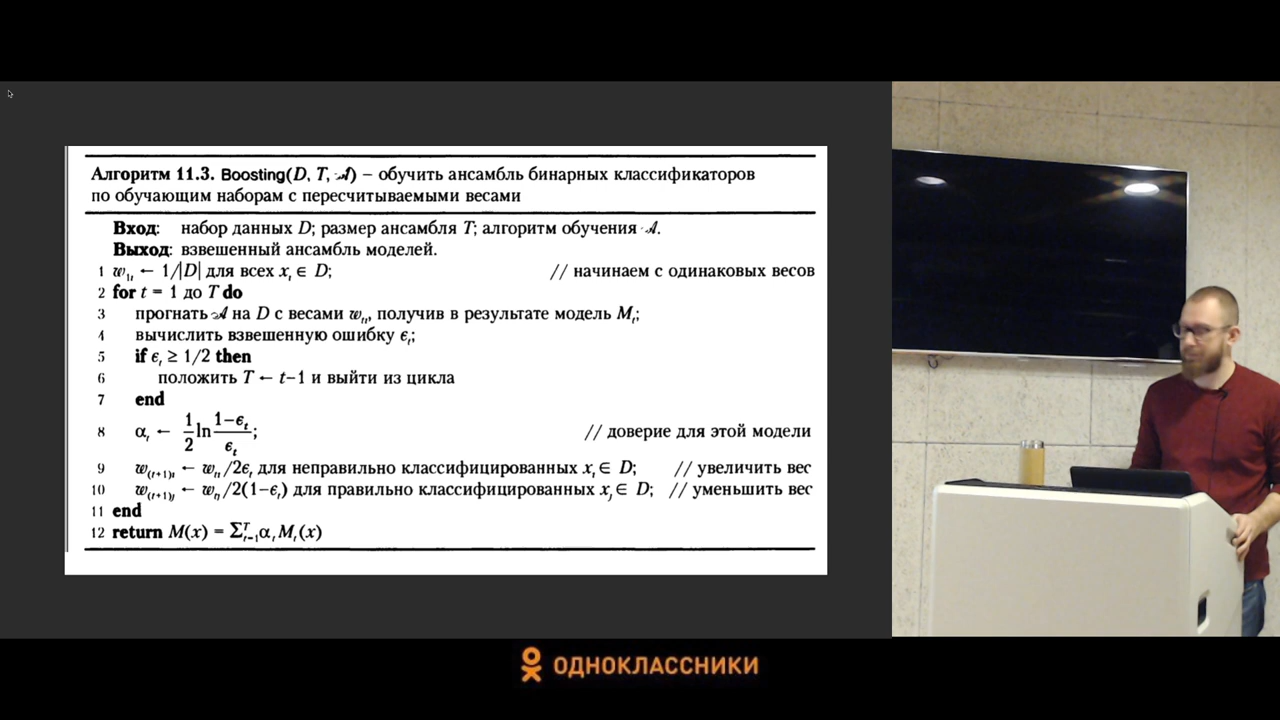 Алгоритм 11.3. Boosting(D, T, 𝒜) – обучить ансамбль бинарных классификаторов
по обучающим наборам с пересчитываемыми весами
Вход: набор данных D; размер ансамбля T; алгоритм обучения 𝒜.
Выход: взвешенный ансамбль моделей.
1 w₁ᵢ ← 1/|D| для всех xᵢ ∈ D; // начинаем с одинаковых весов
2 for t = 1 до T do
3 прогнать 𝒜 на D с весами wₜᵢ, получив в результате модель Mₜ;
4 вычислить взвешенную ошибку ϵₜ;
5 if ϵₜ ≥ 1/2 then
6 положить T ← t–1 и выйти из цикла
7 end
8 αₜ ← 1/2 ln (1–ϵₜ)/ϵₜ; // доверие для этой модели
9 w₍ₜ₊₁₎ᵢ ← wₜᵢ/2ϵₜ для неправильно классифицированных xᵢ ∈ D; // увеличить вес
10 w₍ₜ₊₁₎ⱼ ← wₜⱼ/2(1–ϵₜ) для правильно классифицированных xⱼ ∈ D; // уменьшить вес
11 end
12 return M(x) = Σᵀₜ₌₁αₜMₜ(x)
ОДНОКЛАССНИКИ